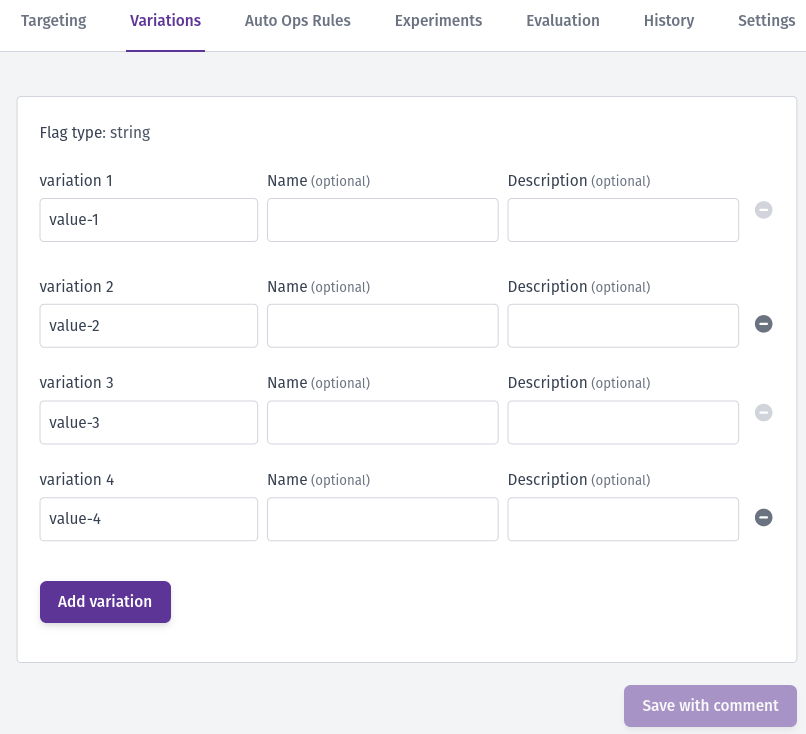 Targeting Variations Auto Ops Rules Experiments Evaluation History Settings
Flag type: string
variation 1 Name (optional) Description (optional)
value-1
variation 2 Name (optional) Description (optional)
value-2
variation 3 Name (optional) Description (optional)
value-3
variation 4 Name (optional) Description (optional)
value-4
Add variation
Save with comment